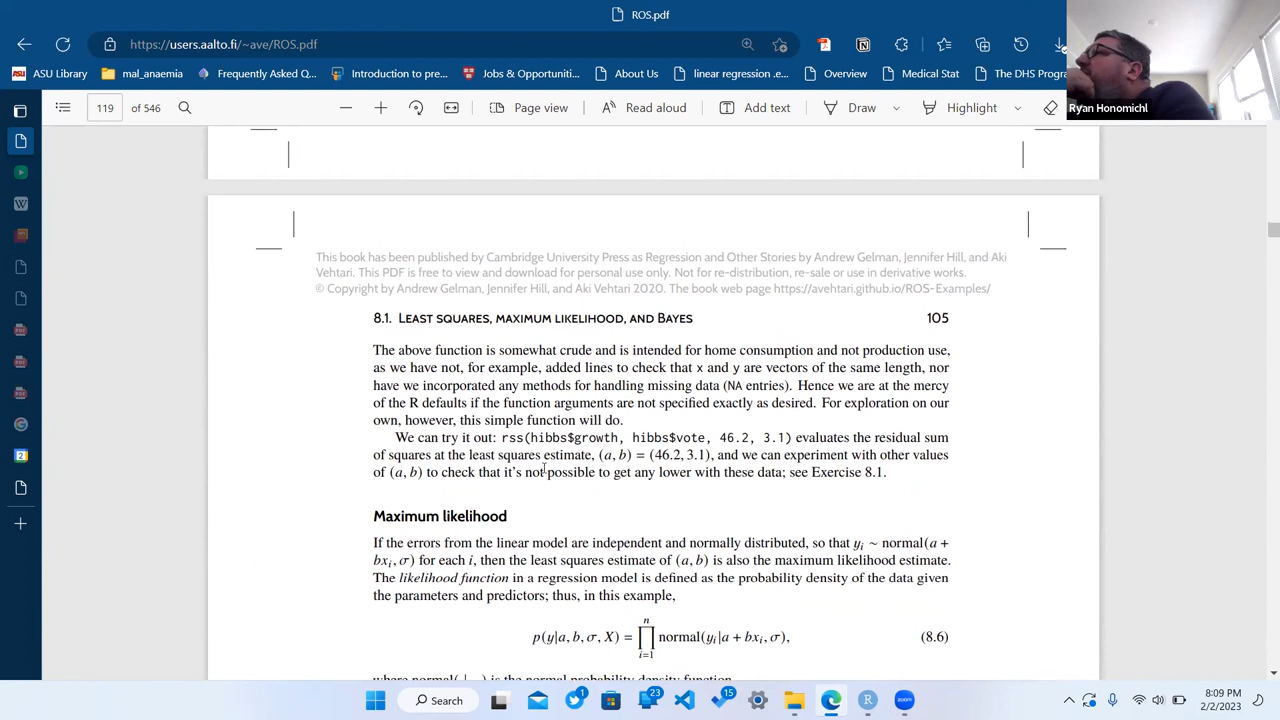 ROS.pdf
https://users.aalto.fi/~ave/ROS.pdf
ASU Library
mal_anaemia
Frequently Asked Q...
Introduction to pre...
Jobs & Opportuniti...
About Us
linear regression .e...
Overview
Medical Stat
The DHS Progra
Ryan Honomichl
119 of 546
Page view
Read aloud
Add text
Draw
Highlight
This book has been published by Cambridge University Press as Regression and Other Stories by Andrew Gelman, Jennifer Hill, and Aki
Vehtari. This PDF is free to view and download for personal use only. Not for re-distribution, re-sale or use in derivative works.
© Copyright by Andrew Gelman, Jennifer Hill, and Aki Vehtari 2020. The book web page https://avehtari.github.io/ROS-Examples/
8.1. LEAST SQUARES, MAXIMUM LIKELIHOOD, AND BAYES 105
The above function is somewhat crude and is intended for home consumption and not production use,
as we have not, for example, added lines to check that x and y are vectors of the same length, nor
have we incorporated any methods for handling missing data (NA entries). Hence we are at the mercy
of the R defaults if the function arguments are not specified exactly as desired. For exploration on our
own, however, this simple function will do.
We can try it out: rss(hibbs$growth, hibbs$vote, 46.2, 3.1) evaluates the residual sum
of squares at the least squares estimate, (a, b) = (46.2, 3.1), and we can experiment with other values
of (a, b) to check that it's not possible to get any lower with these data; see Exercise 8.1.
Maximum likelihood
If the errors from the linear model are independent and normally distributed, so that yᵢ ~ normal(a +
bxᵢ, σ) for each i, then the least squares estimate of (a, b) is also the maximum likelihood estimate.
The likelihood function in a regression model is defined as the probability density of the data given
the parameters and predictors; thus, in this example,
p(y|a, b, σ, X) = ∏ⁿᵢ₌₁ normal(yᵢ|a + bxᵢ, σ), (8.6)
where normal( | ) is the normal probability density function
Search
23
15
8:09 PM
2/2/2023